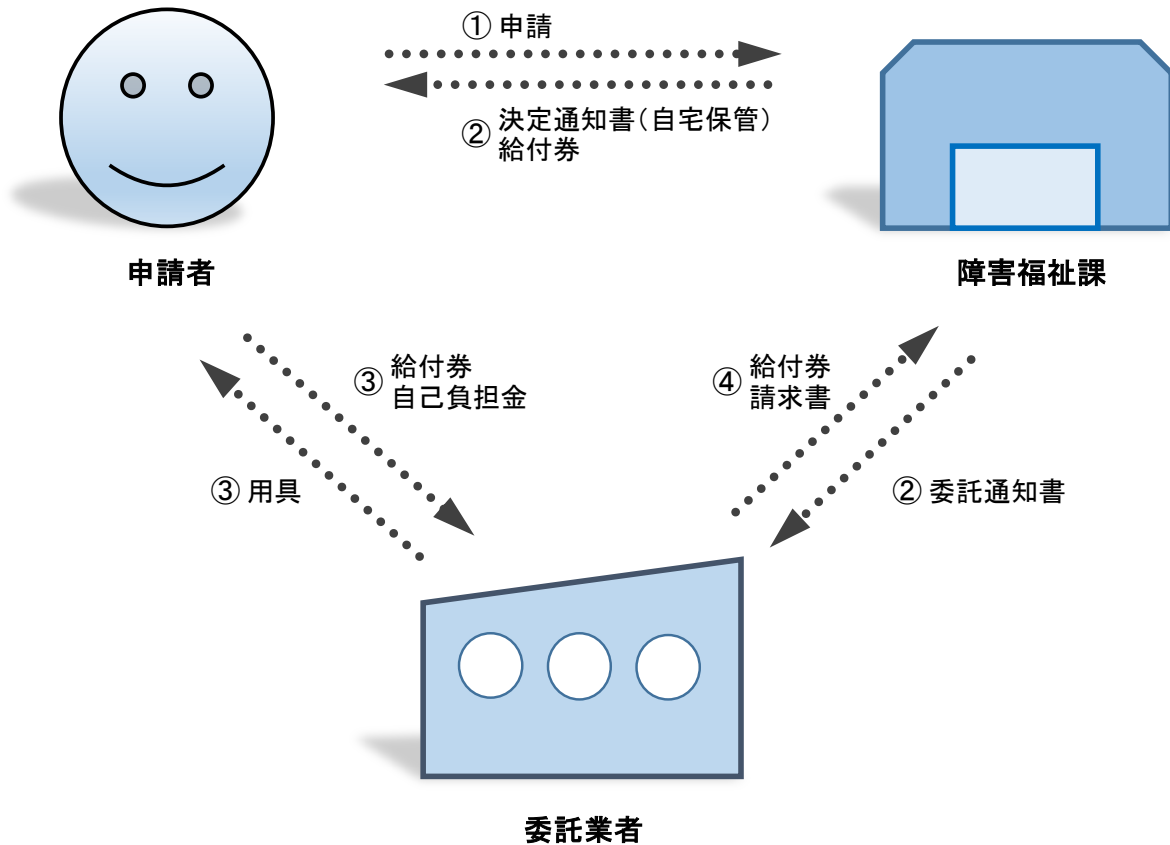 ① 申請
② 決定通知書（自宅保管）
給付券
申請者
障害福祉課
③ 給付券
自己負担金
④ 給付券
請求書
③ 用具
② 委託通知書
委託業者